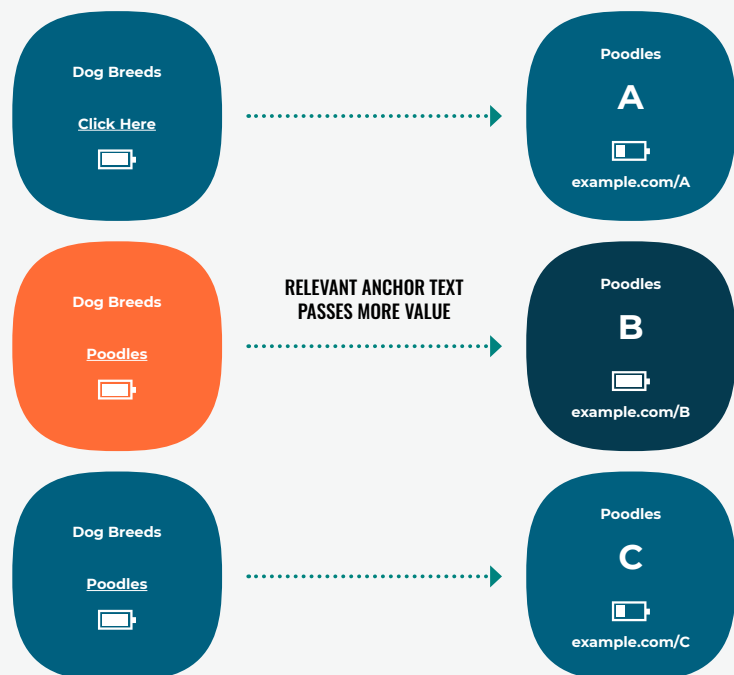 Dog Breeds
Click Here
Poodles
A
example.com/A
Dog Breeds
Poodles
RELEVANT ANCHOR TEXT
PASSES MORE VALUE
Poodles
B
example.com/B
Dog Breeds
Poodles
Poodles
C
example.com/C